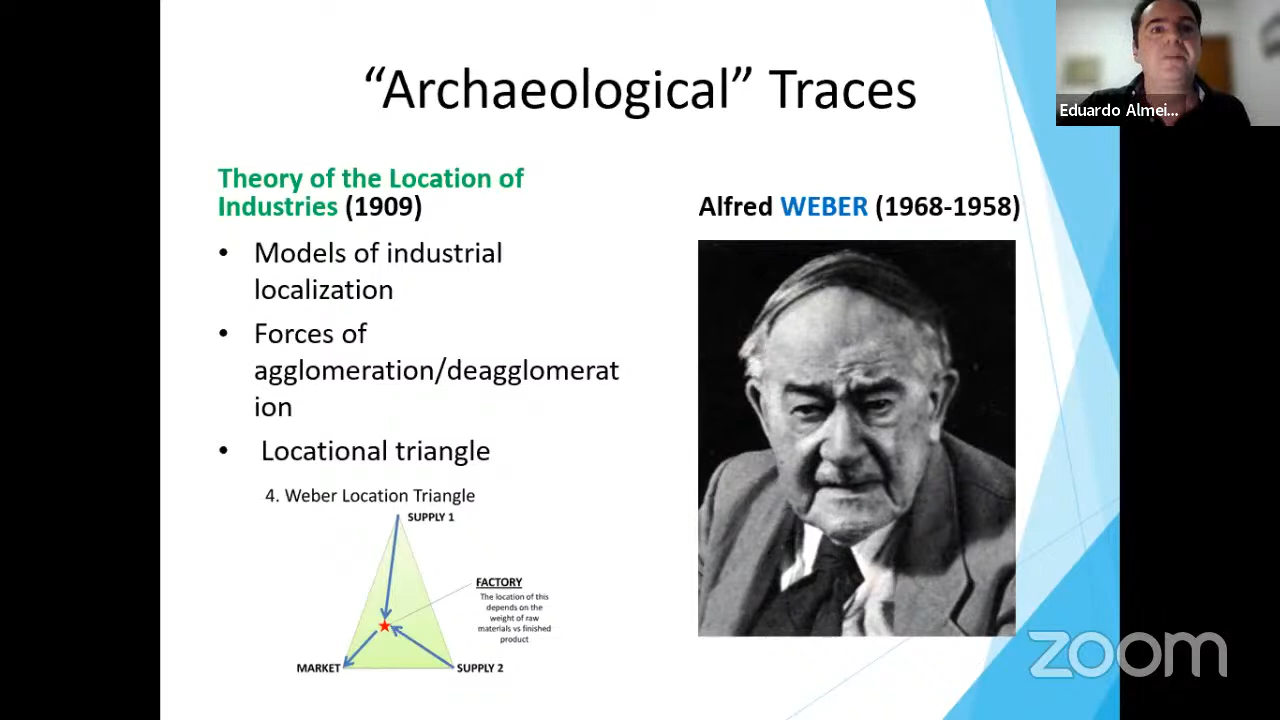 “Archaeological” Traces
Eduardo Almei...
Theory of the Location of
Industries (1909)
• Models of industrial
localization
• Forces of
agglomeration/deagglomerat
ion
• Locational triangle
Alfred WEBER (1968-1958)
4. Weber Location Triangle
SUPPLY 1
FACTORY
The location of this
depends on the
weight of raw
materials vs finished
product
MARKET
SUPPLY 2
zoom